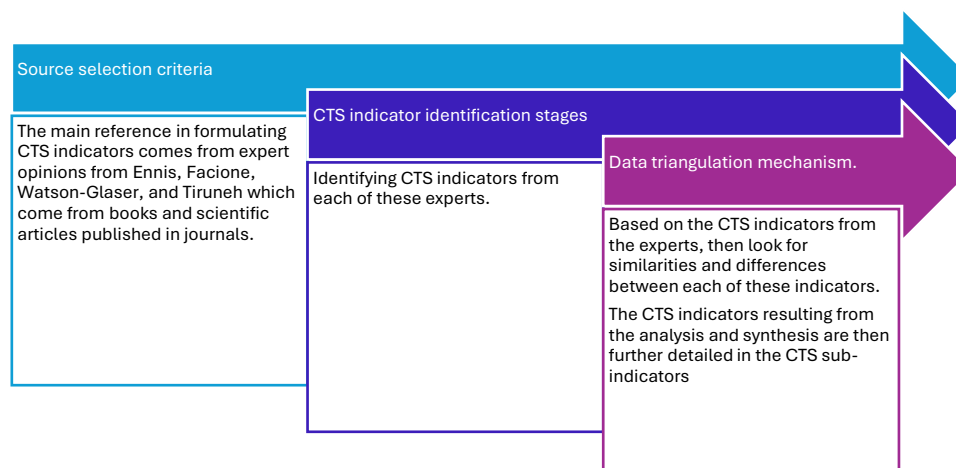 Source selection criteria
The main reference in formulating
CTS indicators comes from expert
opinions from Ennis, Facione,
Watson-Glaser, and Tiruneh which
come from books and scientific
articles published in journals.
CTS indicator identification stages
Identifying CTS indicators from
each of these experts.
Data triangulation mechanism.
Based on the CTS indicators from
the experts, then look for
similarities and differences
between each of these indicators.
The CTS indicators resulting from
the analysis and synthesis are then
further detailed in the CTS sub-
indicators